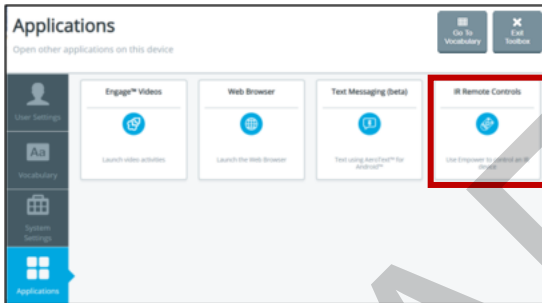 Applications
Open other applications on this device
Go To
Vocabulary
Exit
Toolbox
User Settings
Aa
Vocabulary
System
Settings
Applications
Engage™ Videos
Launch video activities
Web Browser
Launch the Web Browser
Text Messaging (beta)
Text using AeroText™ for
Android™
IR Remote Controls
Use Empower to control an IR
device